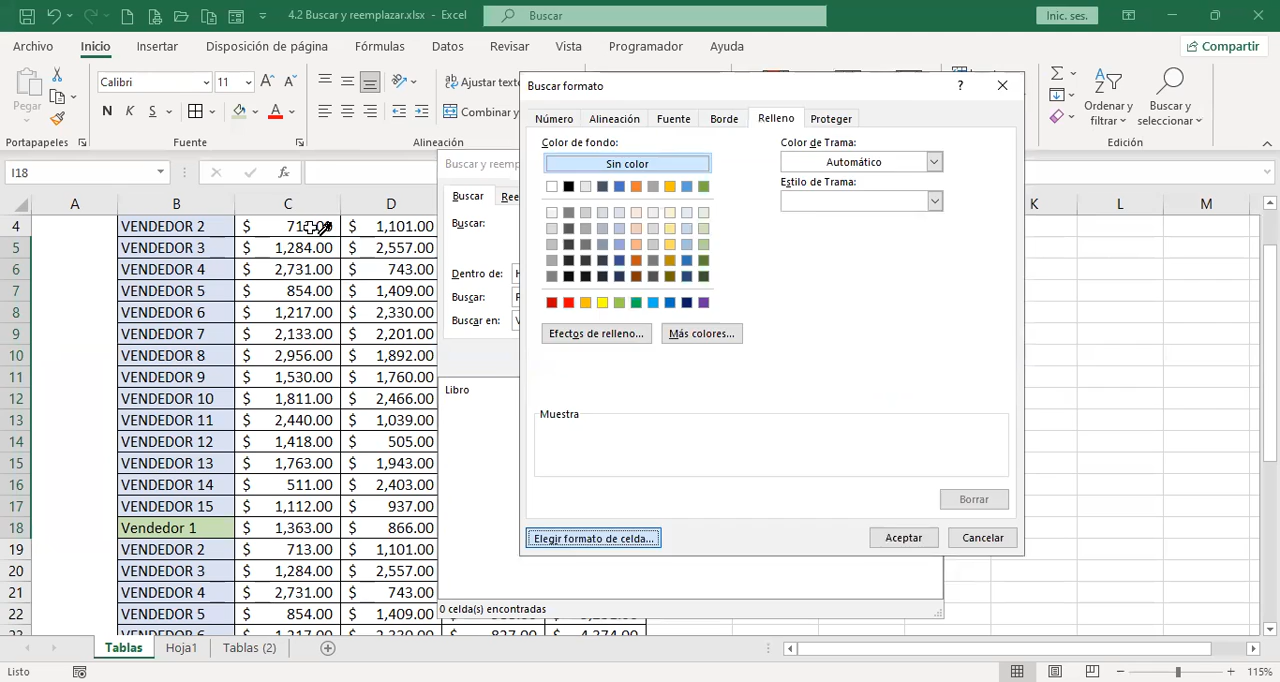 4.2 Buscar y reemplazar.xlsx - Excel
Buscar
Inic. ses.
Archivo Inicio Insertar Disposición de página Fórmulas Datos Revisar Vista Programador Ayuda
Compartir
Pegar
Calibri 11
N K S
Ajustar texto
Combinar y
Ordenar y filtrar
Buscar y seleccionar
Portapapeles Fuente Alineación Edición
I18
fx
A B C D K L M
4 VENDEDOR 2 $ $ 1,101.00
5 VENDEDOR 3 $ 1,284.00 $ 2,557.00
6 VENDEDOR 4 $ 2,731.00 $ 743.00
7 VENDEDOR 5 $ 854.00 $ 1,409.00
8 VENDEDOR 6 $ 1,217.00 $ 2,330.00
9 VENDEDOR 7 $ 2,133.00 $ 2,201.00
10 VENDEDOR 8 $ 2,956.00 $ 1,892.00
11 VENDEDOR 9 $ 1,530.00 $ 1,760.00
12 VENDEDOR 10 $ 1,811.00 $ 2,466.00
13 VENDEDOR 11 $ 2,440.00 $ 1,039.00
14 VENDEDOR 12 $ 1,418.00 $ 505.00
15 VENDEDOR 13 $ 1,763.00 $ 1,943.00
16 VENDEDOR 14 $ 511.00 $ 2,403.00
17 VENDEDOR 15 $ 1,112.00 $ 937.00
18 Vendedor 1 $ 1,363.00 $ 866.00
19 VENDEDOR 2 $ 713.00 $ 1,101.00
20 VENDEDOR 3 $ 1,284.00 $ 2,557.00
21 VENDEDOR 4 $ 2,731.00 $ 743.00
22 VENDEDOR 5 $ 854.00 $ 1,409.00
Buscar y reemp
Buscar Ree
Buscar:
Dentro de:
Buscar:
Buscar en:
Libro
0 celda(s) encontradas
Buscar formato
?
Número Alineación Fuente Borde Relleno Proteger
Color de fondo:
Sin color
Efectos de relleno...
Más colores...
Color de Trama:
Automático
Estilo de Trama:
Muestra
Borrar
Elegir formato de celda...
Aceptar
Cancelar
Tablas Hoja1 Tablas (2)
Listo
115%